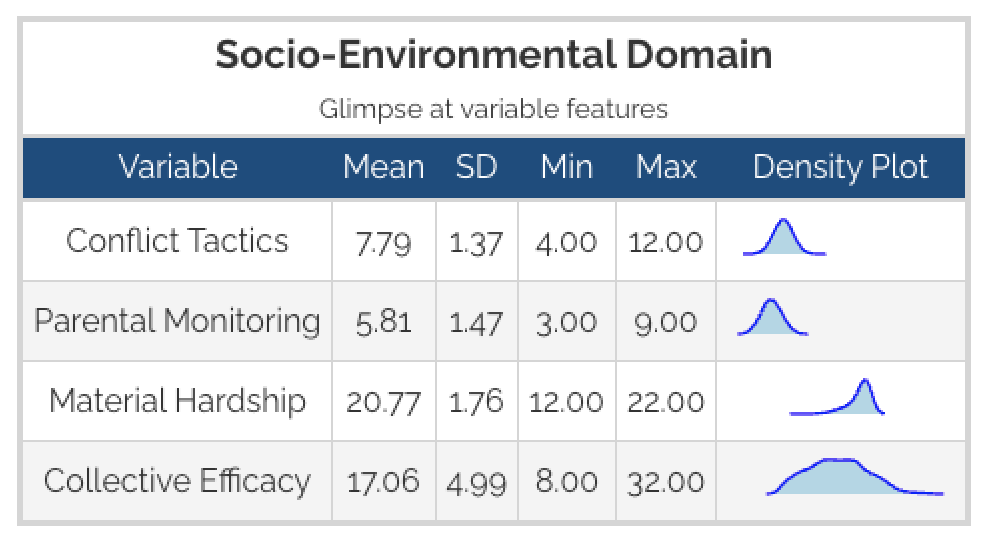 Socio-Environmental Domain
Glimpse at variable features
Variable Mean SD Min Max Density Plot
Conflict Tactics 7.79 1.37 4.00 12.00
Parental Monitoring 5.81 1.47 3.00 9.00
Material Hardship 20.77 1.76 12.00 22.00
Collective Efficacy 17.06 4.99 8.00 32.00